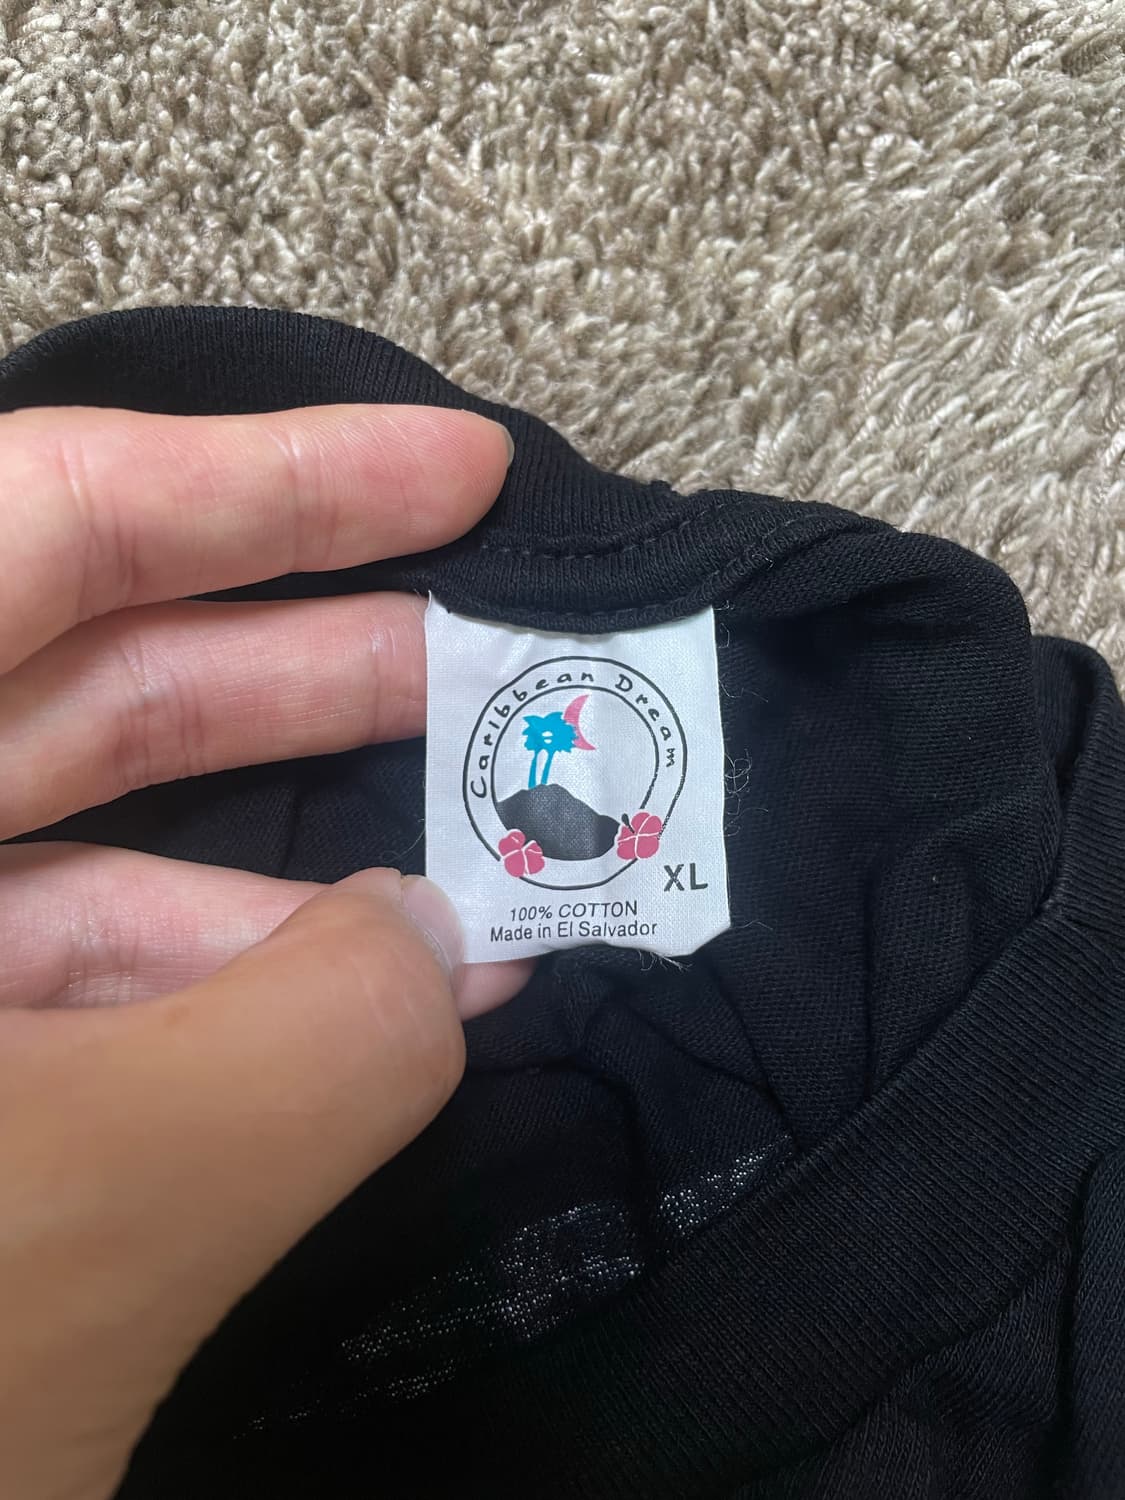 Caribbean Dream
XL
100% COTTON
Made in El Salvador